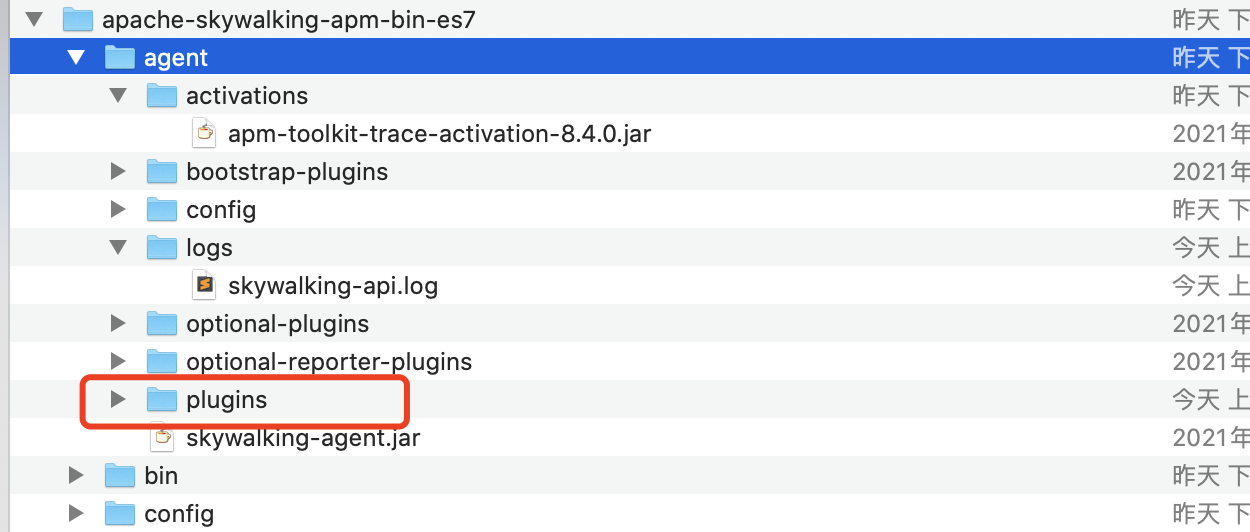 apache-skywalking-apm-bin-es7 昨天 下
agent 昨天 下
activations 昨天 下
apm-toolkit-trace-activation-8.4.0.jar 2021年
bootstrap-plugins 2021年
config 昨天 下
logs 今天 上
skywalking-api.log 今天 上
optional-plugins 2021年
optional-reporter-plugins 2021年
plugins 今天 上
skywalking-agent.jar 2021年
bin 昨天 下
config 昨天 下